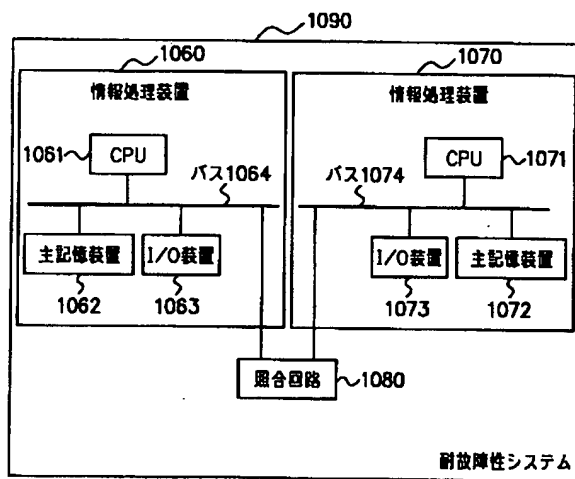 1090
1060
1070
情報処理装置
情報処理装置
1061
CPU
CPU
1071
バス1064
バス1074
主記憶装置
I/O装置
I/O装置
主記憶装置
1062
1063
1073
1072
照合回路
1080
耐故障性システム